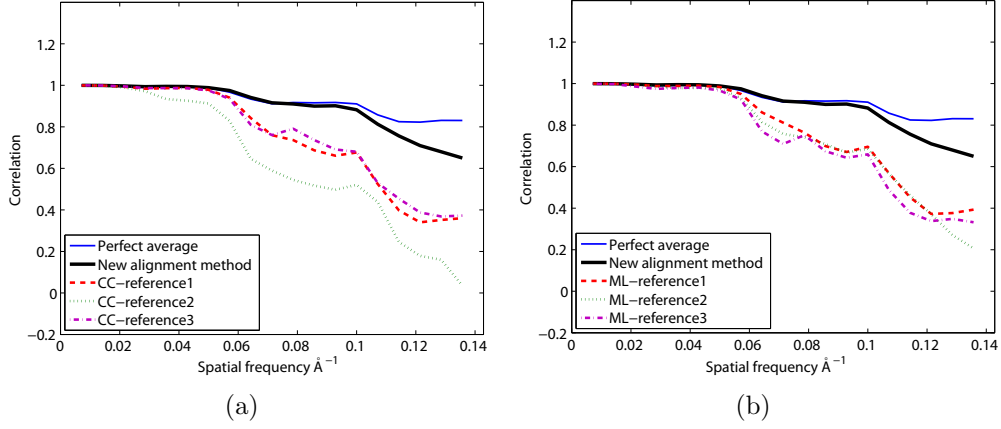 1.2
1
0.8
0.6
0.4
0.2
0
−0.2
Correlation
Perfect average
New alignment method
CC−reference1
CC−reference2
CC−reference3
0 0.02 0.04 0.06 0.08 0.10 0.12 0.14
Spatial frequency Å⁻¹
(a)
1.2
1
0.8
0.6
0.4
0.2
0
−0.2
Correlation
Perfect average
New alignment method
ML−reference1
ML−reference2
ML−reference3
0 0.02 0.04 0.06 0.08 0.10 0.12 0.14
Spatial frequency Å⁻¹
(b)